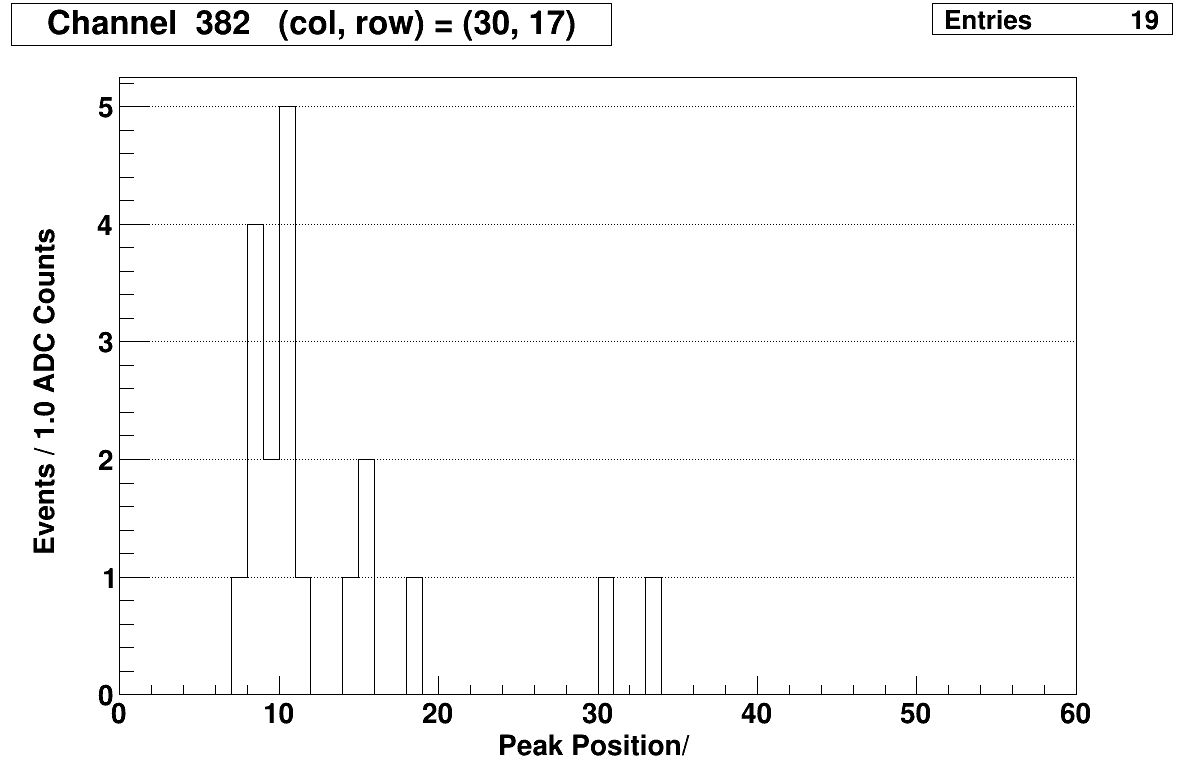 Channel 382 (col, row) = (30, 17)
Entries 19
5
4
3
2
1
0
Events / 1.0 ADC Counts
0 10 20 30 40 50 60
Peak Position/